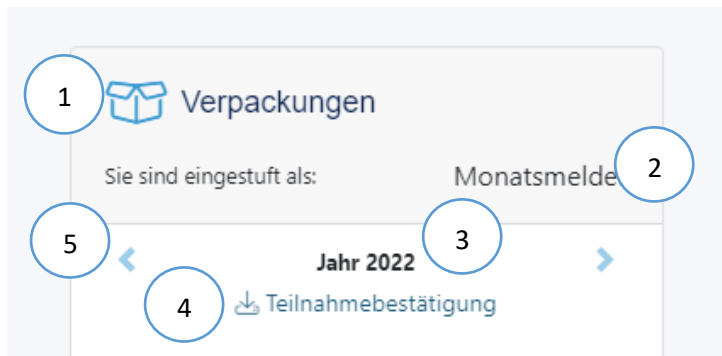 1 Verpackungen
Sie sind eingestuft als: Monatsmelde 2
5 Jahr 2022 3
4 Teilnahmebestätigung